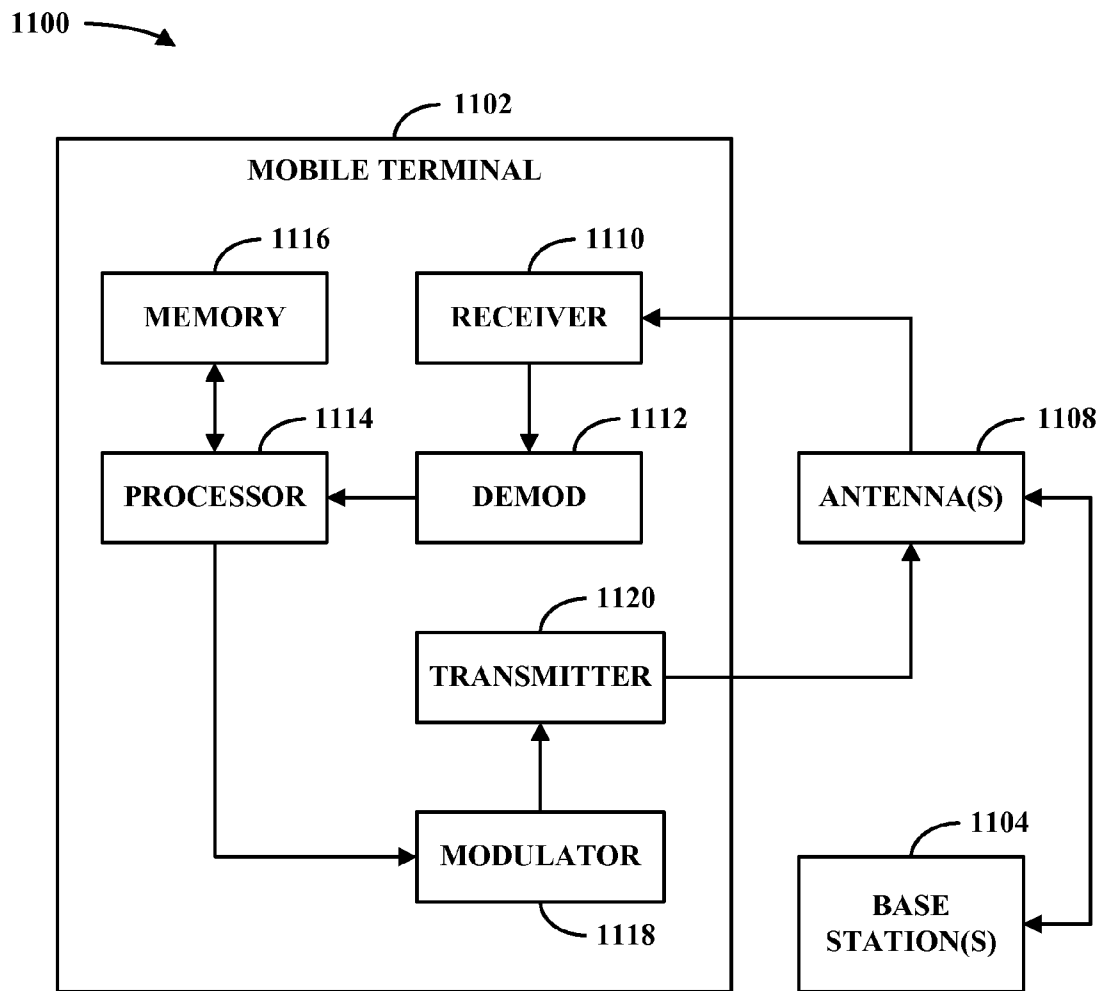 1100
1102
MOBILE TERMINAL
1116
1110
MEMORY
RECEIVER
1114
1112
1108
PROCESSOR
DEMOD
ANTENNA(S)
1120
TRANSMITTER
1104
MODULATOR
BASE
STATION(S)
1118